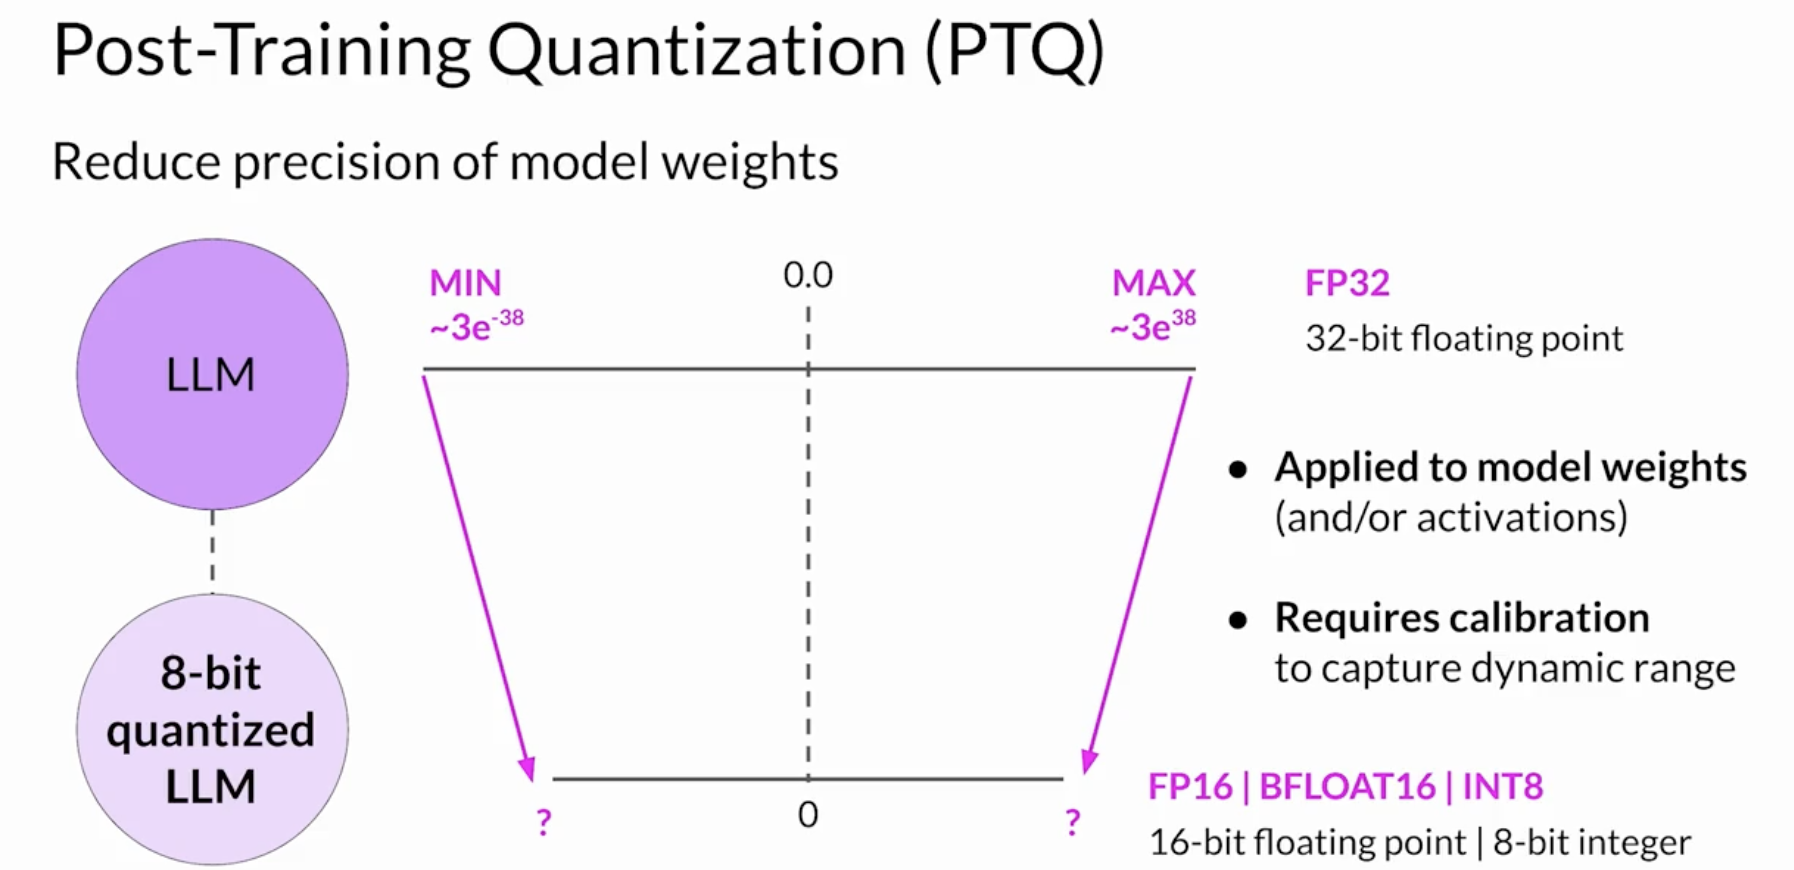 Post-Training Quantization (PTQ)
Reduce precision of model weights
LLM
8-bit
quantized
LLM
MIN
~3e⁻³⁸
0.0
MAX
~3e³⁸
FP32
32-bit floating point
● Applied to model weights
(and/or activations)
● Requires calibration
to capture dynamic range
?
0
?
FP16 | BFLOAT16 | INT8
16-bit floating point | 8-bit integer